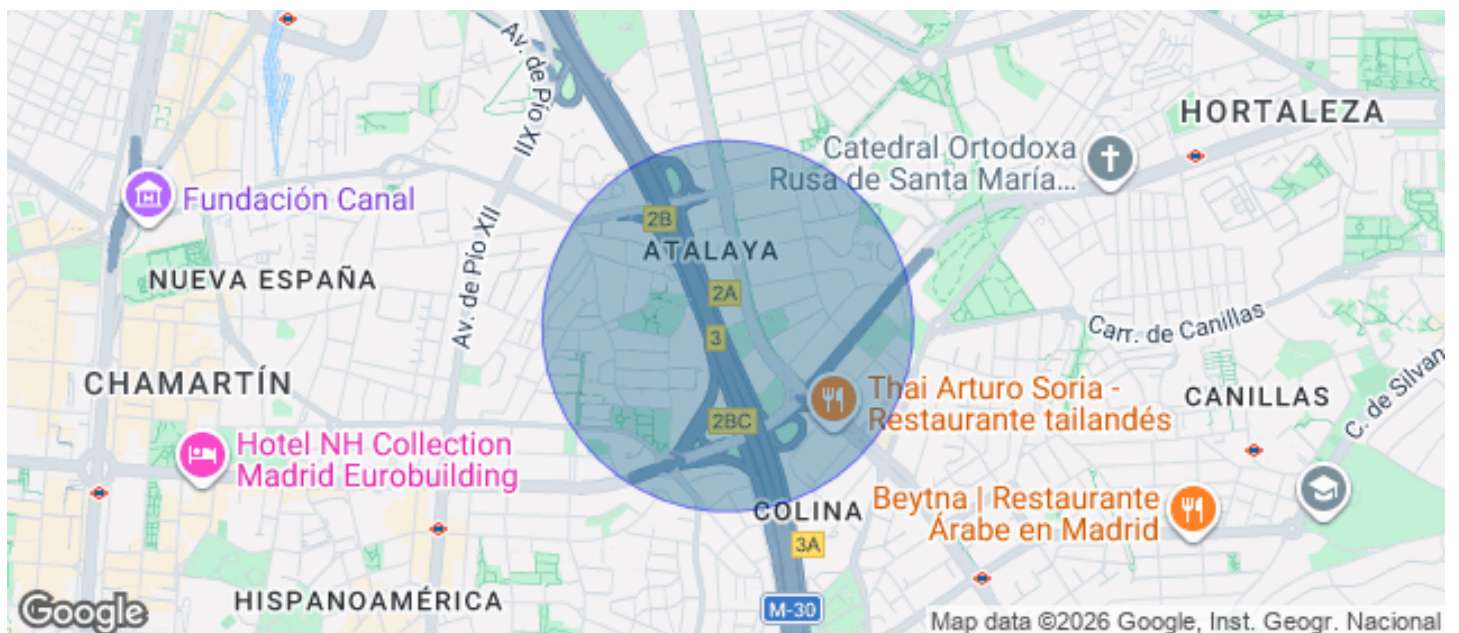 Av. de Pío XII
HORTALEZA
Catedral Ortodoxa
Rusa de Santa María...
Fundación Canal
2B
ATALAYA
NUEVA ESPAÑA
Av. de Pío XII
2A
3
Carr. de Canillas
CHAMARTÍN
Thai Arturo Soria -
Restaurante tailandés
CANILLAS
C. de Silvan
2BC
Hotel NH Collection
Madrid Eurobuilding
COLINA
Beytna | Restaurante
Árabe en Madrid
3A
HISPANOAMÉRICA
M-30
Google
Map data ©2026 Google, Inst. Geogr. Nacional